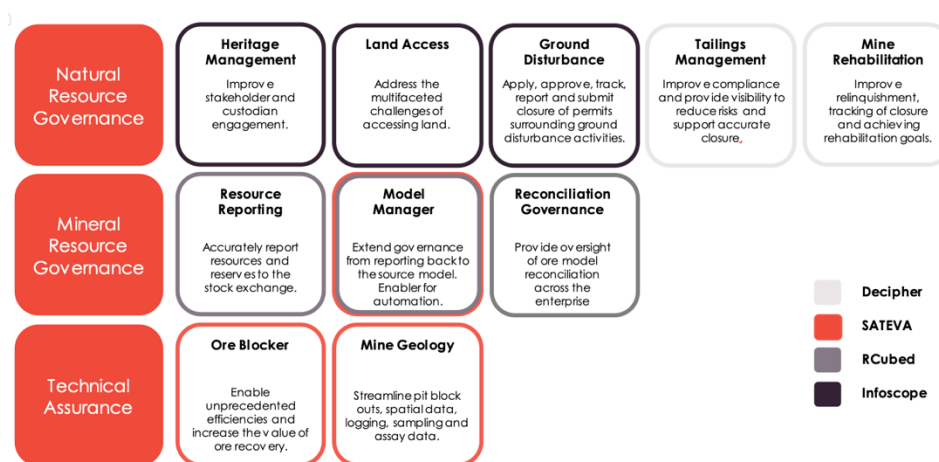 Natural
Resource
Governance
Heritage
Management
Improve
stakeholder and
custodian
engagement.
Land Access
Address the
multifaceted
challenges of
accessing land.
Ground
Disturbance
Apply, approve, track,
report and submit
closure of permits
surrounding ground
disturbance activities.
Tailings
Management
Improve compliance
and provide visibility to
reduce risks and
support accurate
closure.
Mine
Rehabilitation
Improve
relinquishment,
tracking of closure
and achieving
rehabilitation goals.
Mineral
Resource
Governance
Resource
Reporting
Accurately report
resources and
reserves to the
stock exchange.
Model
Manager
Extend governance
from reporting back to
the source model.
Enabler for
automation.
Reconciliation
Governance
Provide oversight
of ore model
reconciliation
across the
enterprise
Technical
Assurance
Ore Blocker
Enable
unprecedented
efficiencies and
increase the value of
ore recovery.
Mine Geology
Streamline pit block
outs, spatial data,
logging, sampling and
assay data.
Decipher
SATEVA
RCubed
Infoscope